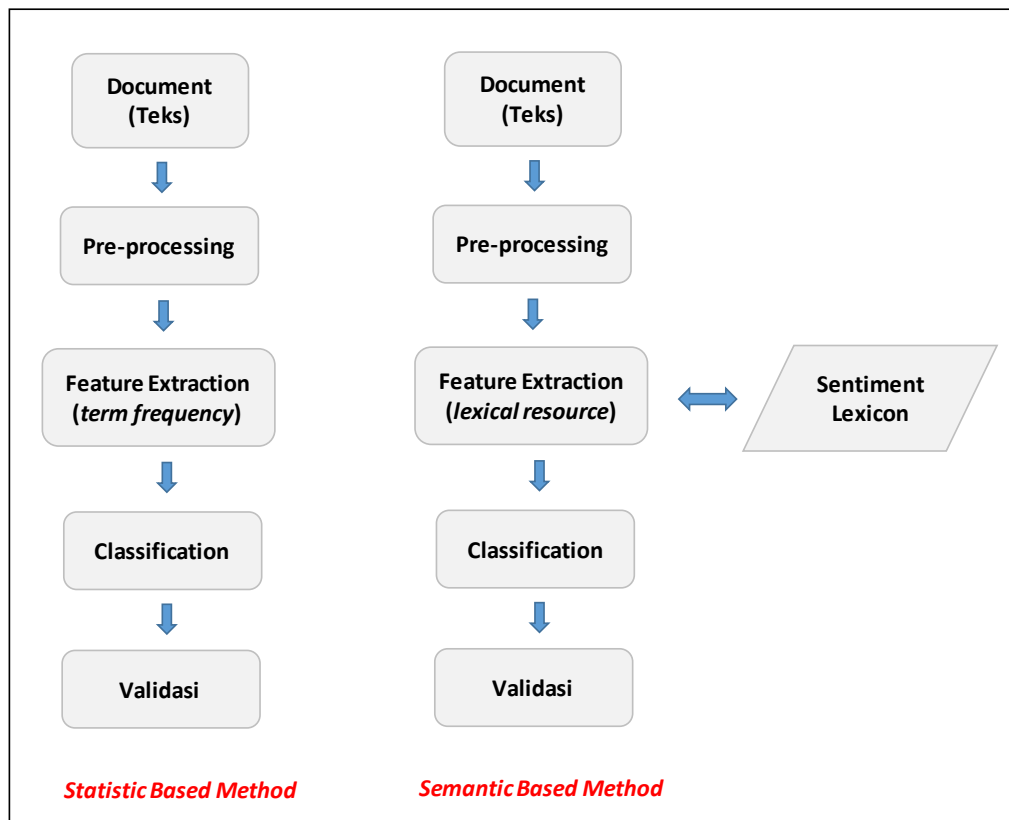 Document
(Teks)
Pre-processing
Feature Extraction
(term frequency)
Classification
Validasi
Statistic Based Method
Document
(Teks)
Pre-processing
Feature Extraction
(lexical resource)
Sentiment
Lexicon
Classification
Validasi
Semantic Based Method